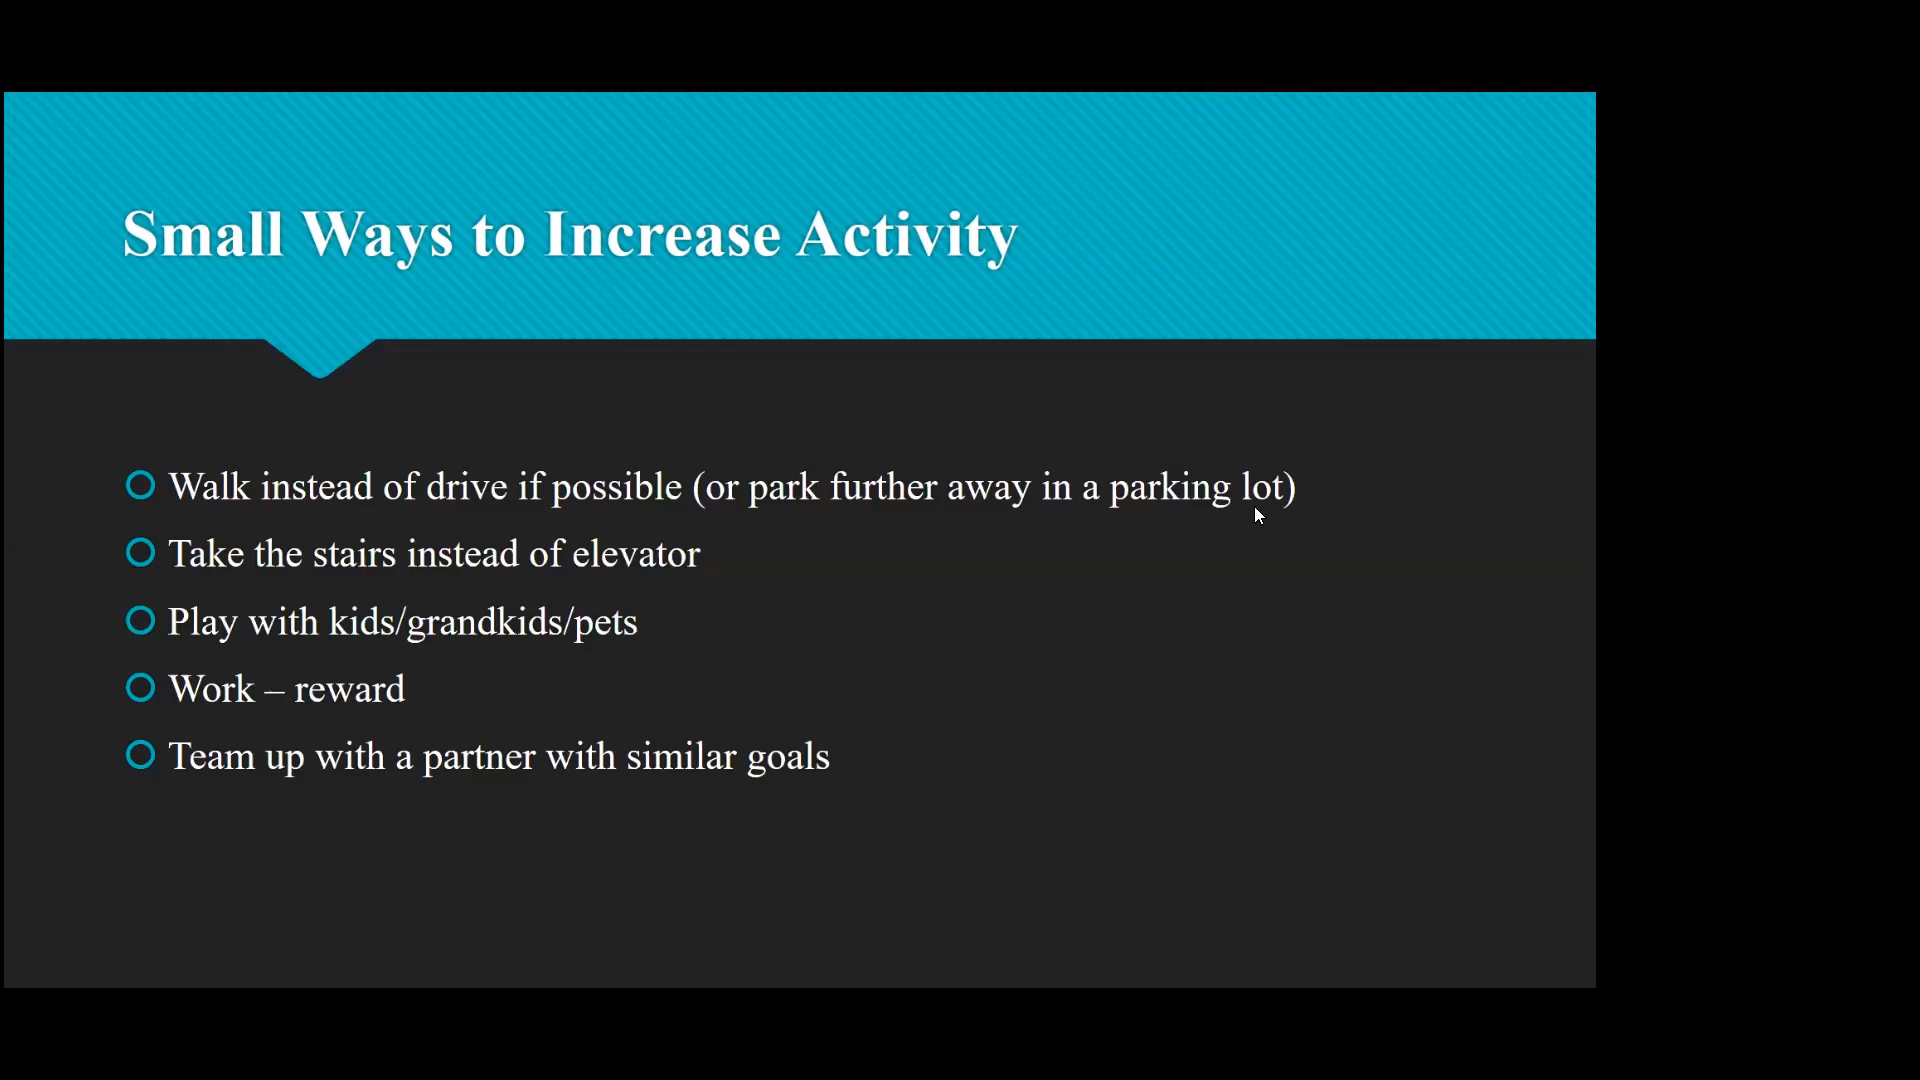 Small Ways to Increase Activity
Walk instead of drive if possible (or park further away in a parking lot)
Take the stairs instead of elevator
Play with kids/grandkids/pets
Work – reward
Team up with a partner with similar goals